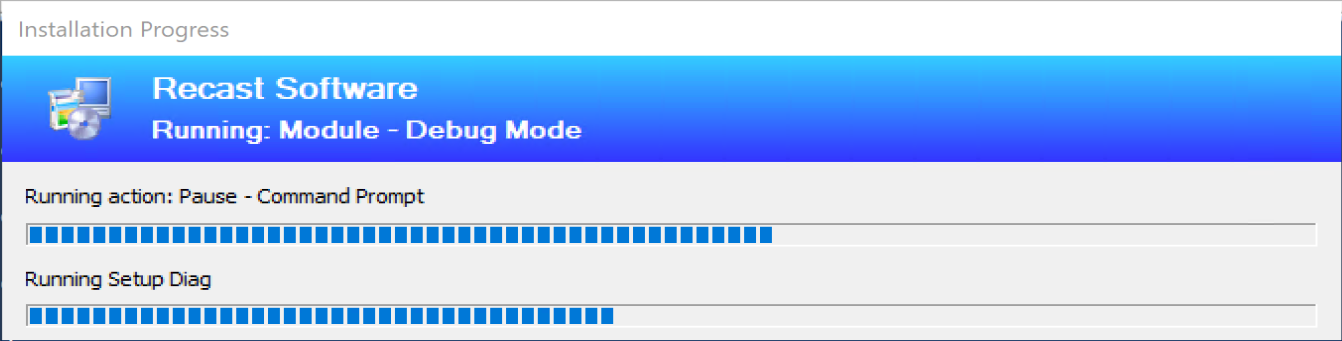 Installation Progress
Recast Software
Running: Module - Debug Mode
Running action: Pause - Command Prompt
Running Setup Diag